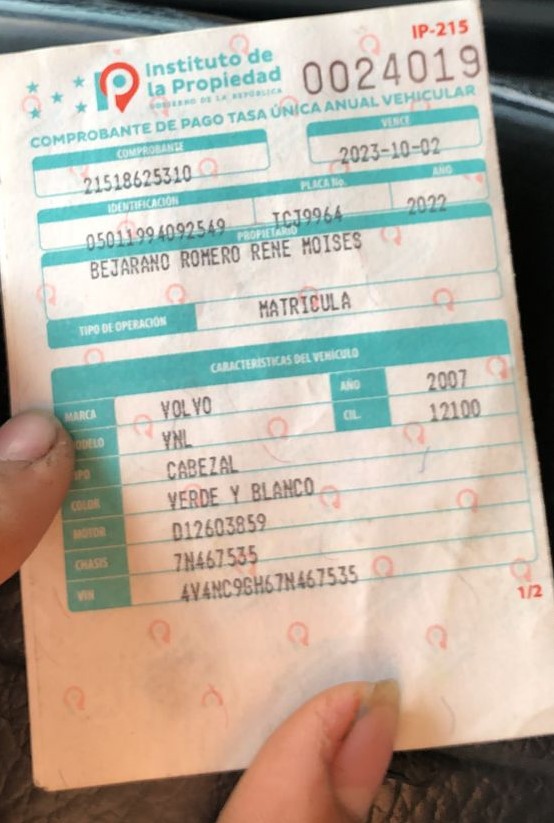 IP-215
Instituto de
la Propiedad
GOBIERNO DE LA REPÚBLICA
0024019
COMPROBANTE DE PAGO TASA ÚNICA ANUAL VEHICULAR
COMPROBANTE VENCE
21518625310 2023-10-02
IDENTIFICACIÓN PLACA No. AÑO
05011994092549 TCJ9964 2022
PROPIETARIO
BEJARANO ROMERO RENE MOISES
TIPO DE OPERACIÓN MATRICULA
CARACTERÍSTICAS DEL VEHÍCULO
MARCA VOLVO AÑO 2007
ODELO VNL CIL. 12100
IPO CABEZAL
COLOR VERDE Y BLANCO
MOTOR D12603859
CHASIS 7N467535
VIN 4V4NC9GH67N467535
1/2